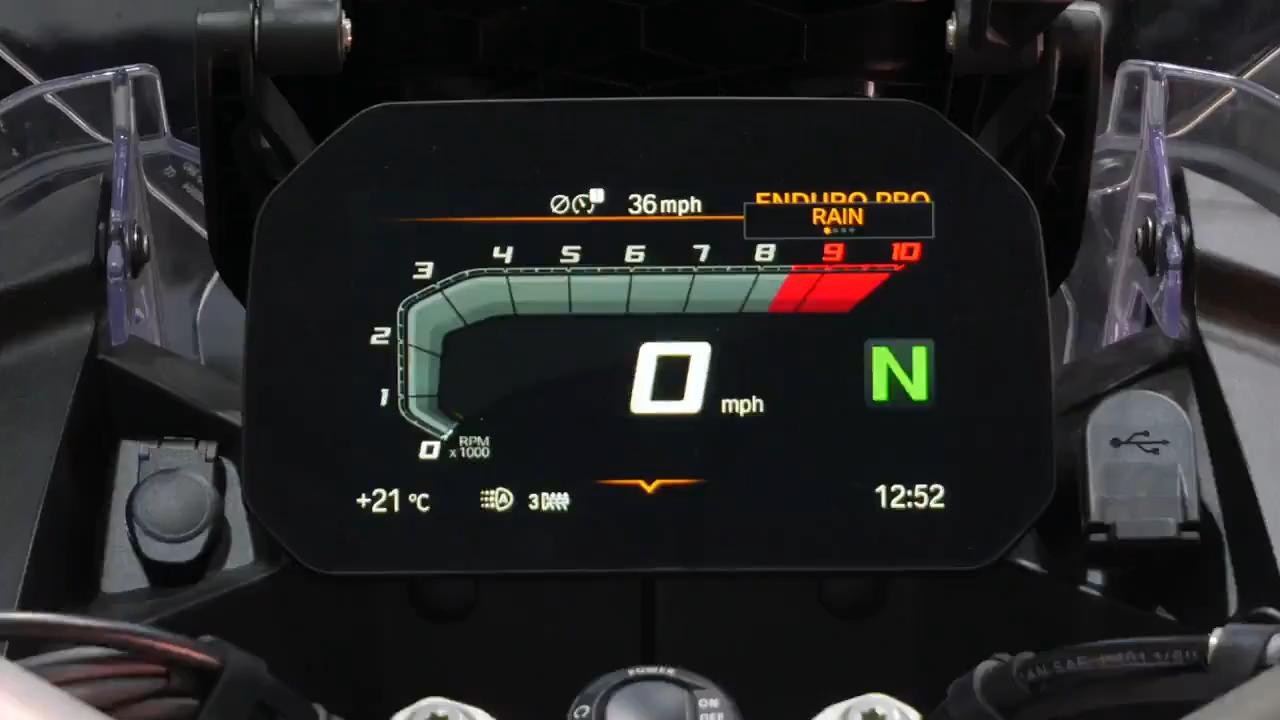 Ø 36 mph
ENDURO PRO
RAIN
4 5 6 7 8 9 10
3
2
1
0
RPM
x 1000
0 mph
N
+21 °C
A
3
12:52
POWER
ON
OFF